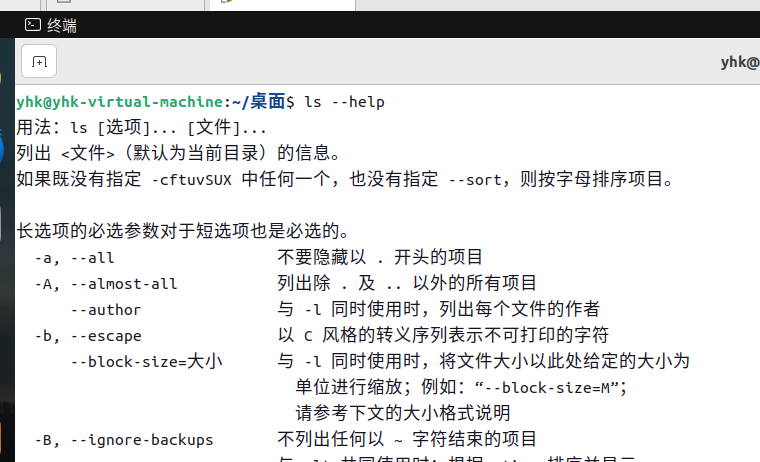 终端
yhk@
yhk@yhk-virtual-machine:~/桌面$ ls --help
用法：ls [选项]... [文件]...
列出 <文件>（默认为当前目录）的信息。
如果既没有指定 -cftuvSUX 中任何一个，也没有指定 --sort，则按字母排序项目。
长选项的必选参数对于短选项也是必选的。
-a, --all 不要隐藏以 . 开头的项目
-A, --almost-all 列出除 . 及 .. 以外的所有项目
--author 与 -l 同时使用时，列出每个文件的作者
-b, --escape 以 C 风格的转义序列表示不可打印的字符
--block-size=大小 与 -l 同时使用时，将文件大小以此处给定的大小为
单位进行缩放；例如：“--block-size=M”；
请参考下文的大小格式说明
-B, --ignore-backups 不列出任何以 ~ 字符结束的项目